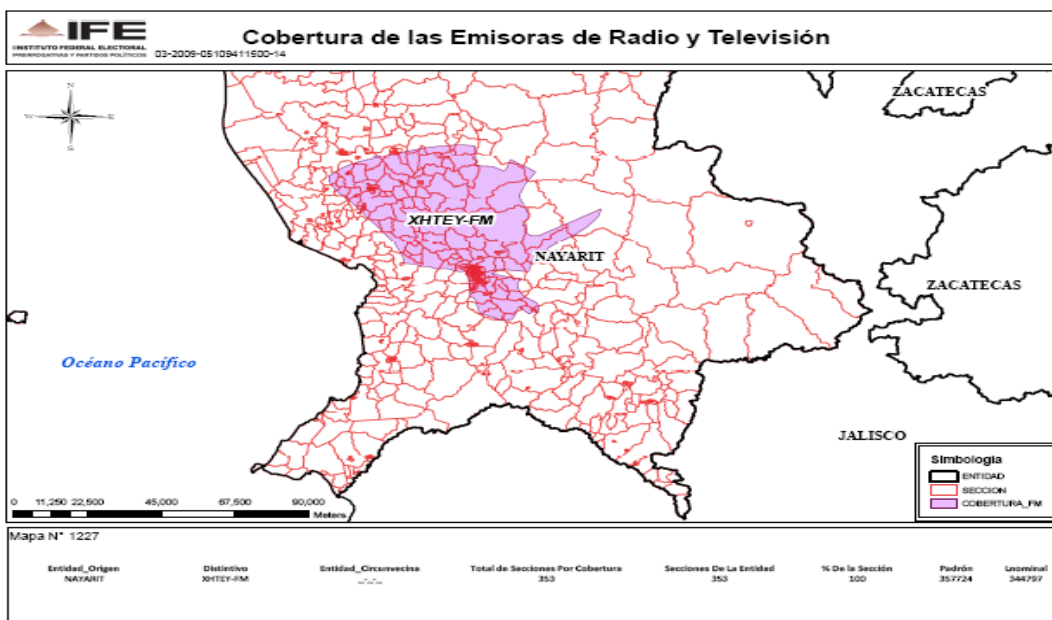 IFE
INSTITUTO FEDERAL ELECTORAL
PRERROGATIVAS Y PARTIDOS POLÍTICOS
03-2009-05109411500-14
Cobertura de las Emisoras de Radio y Televisión
N
W E
S
ZACATECAS
XHTEY-FM
NAYARIT
ZACATECAS
Océano Pacífico
JALISCO
Simbologia
ENTIDAD
SECCION
COBERTURA_FM
0 11,250 22,500 45,000 67,500 90,000
Meters
Mapa N° 1227
Entidad_Origen Distintivo Entidad_Circunvecina Total de Secciones Por Cobertura Secciones De La Entidad % De la Sección Padrón Lnominal
NAYARIT XHTEY-FM _-_-_ 353 353 100 357724 344797